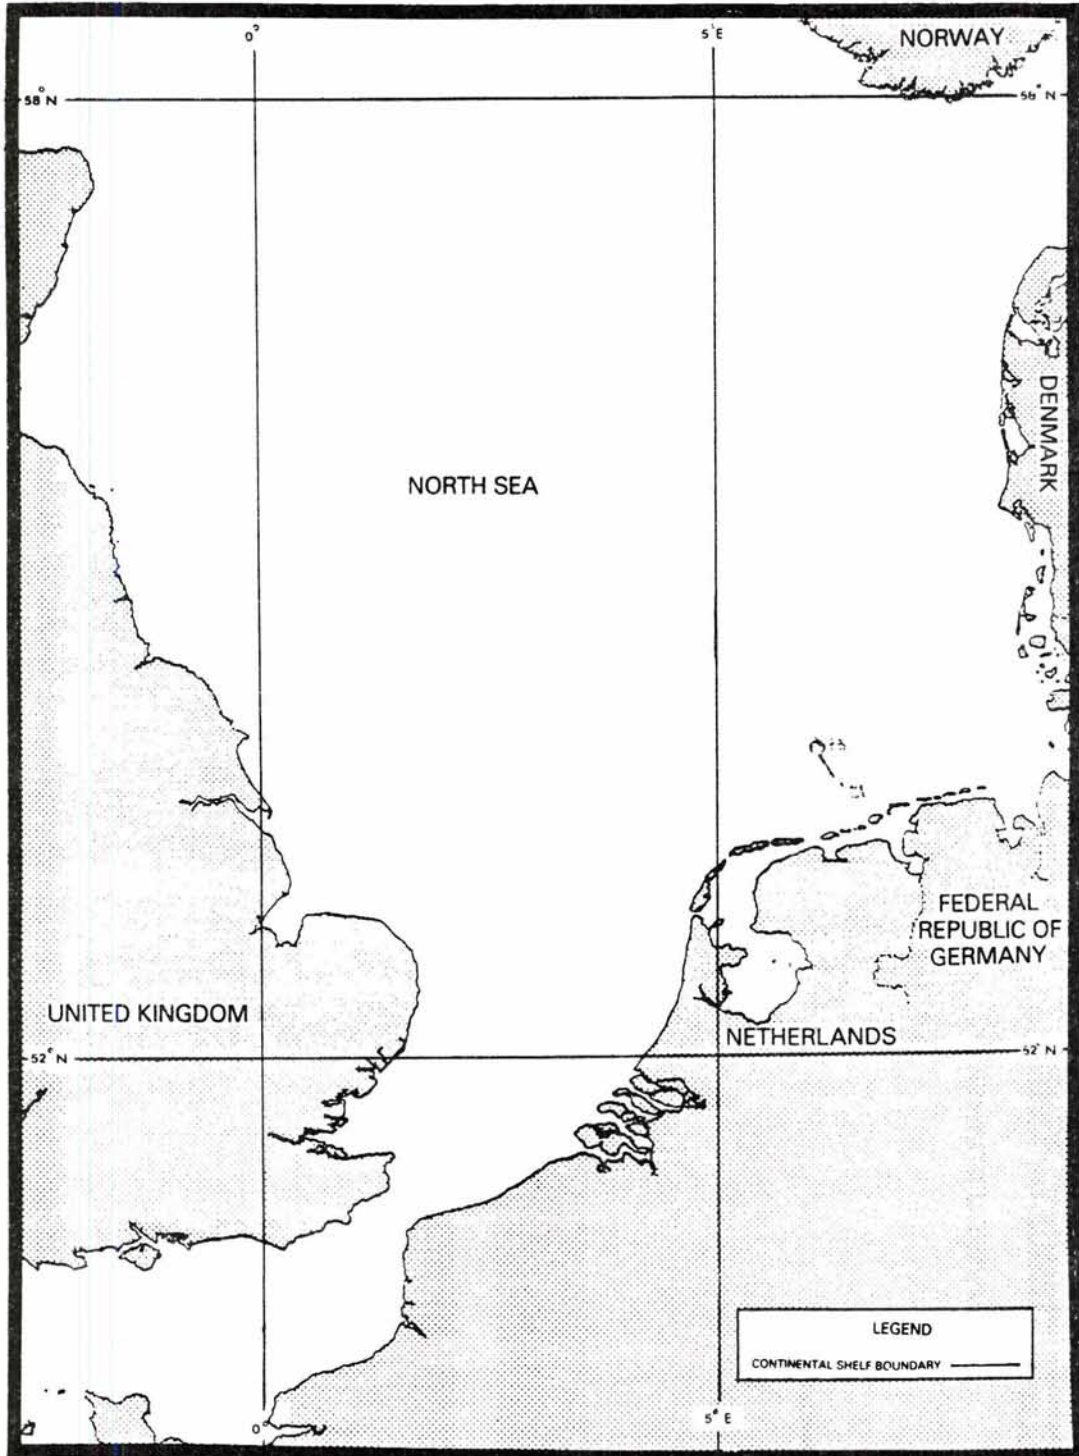 0°
5°E
NORWAY
58°N
58°N
DENMARK
NORTH SEA
FEDERAL
REPUBLIC OF
GERMANY
UNITED KINGDOM
NETHERLANDS
52°N
52°N
LEGEND
CONTINENTAL SHELF BOUNDARY
0°
5°E